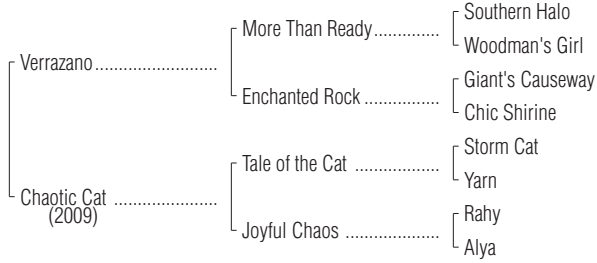 Southern Halo
More Than Ready..............
Woodman's Girl
Verrazano..........................
Giant's Causeway
Enchanted Rock ................
Chic Shirine
Storm Cat
Tale of the Cat ..................
Yarn
Chaotic Cat ......................
(2009)
Rahy
Joyful Chaos ....................
Alya